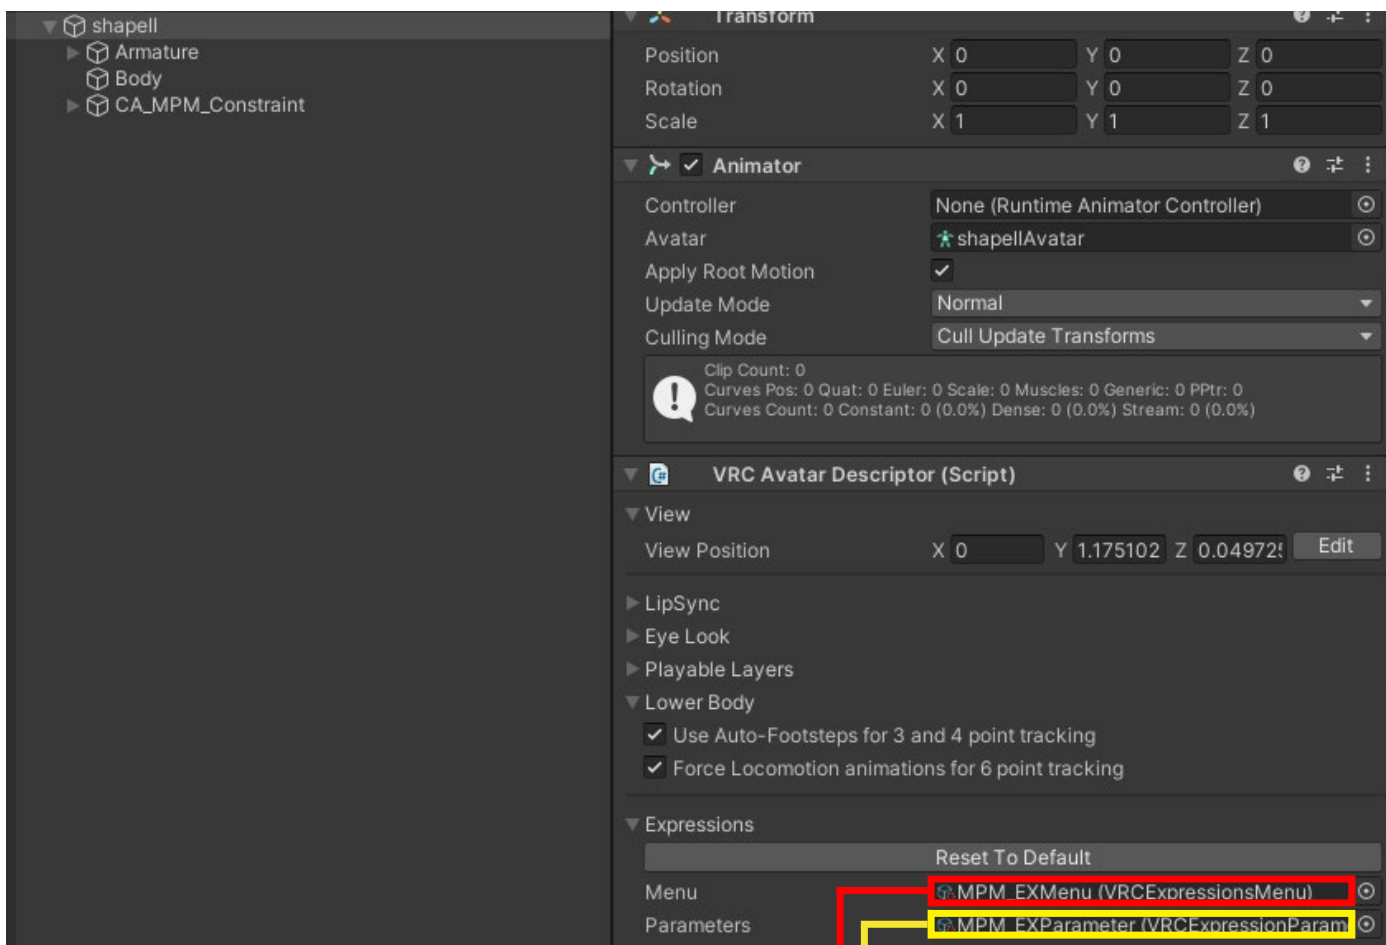 shapell
Armature
Body
CA_MPM_Constraint
Transform
Position X 0 Y 0 Z 0
Rotation X 0 Y 0 Z 0
Scale X 1 Y 1 Z 1
Animator
Controller None (Runtime Animator Controller)
Avatar shapellAvatar
Apply Root Motion
Update Mode Normal
Culling Mode Cull Update Transforms
Clip Count: 0
Curves Pos: 0 Quat: 0 Euler: 0 Scale: 0 Muscles: 0 Generic: 0 PPtr: 0
Curves Count: 0 Constant: 0 (0.0%) Dense: 0 (0.0%) Stream: 0 (0.0%)
VRC Avatar Descriptor (Script)
View
View Position X 0 Y 1.175102 Z 0.04972 Edit
LipSync
Eye Look
Playable Layers
Lower Body
Use Auto-Footsteps for 3 and 4 point tracking
Force Locomotion animations for 6 point tracking
Expressions
Reset To Default
Menu MPM_EXMenu (VRCExpressionsMenu)
Parameters MPM_EXParameter (VRCExpressionParam